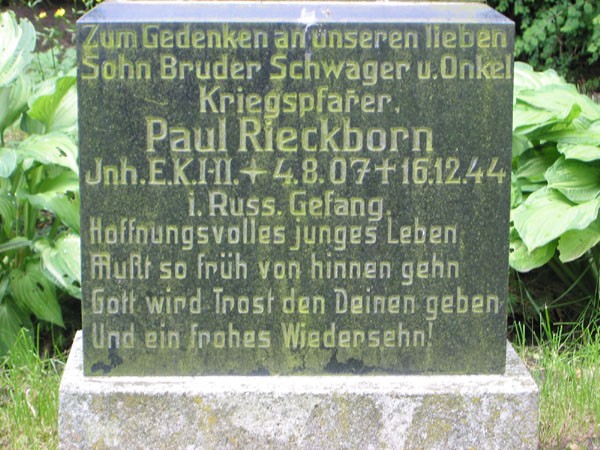 Zum Gedenken an unseren lieben
Sohn Bruder Schwager u. Onkel
Kriegspfar̄er.
Paul Rieckborn
Jnh. E.K. I-II. ✦ 4.8.07 ✝ 16.12.44
i. Russ. Gefang.
Hoffnungsvolles junges Leben
Mußt so früh von hinnen gehn
Gott wird Trost den Deinen geben
Und ein frohes Wiedersehn!